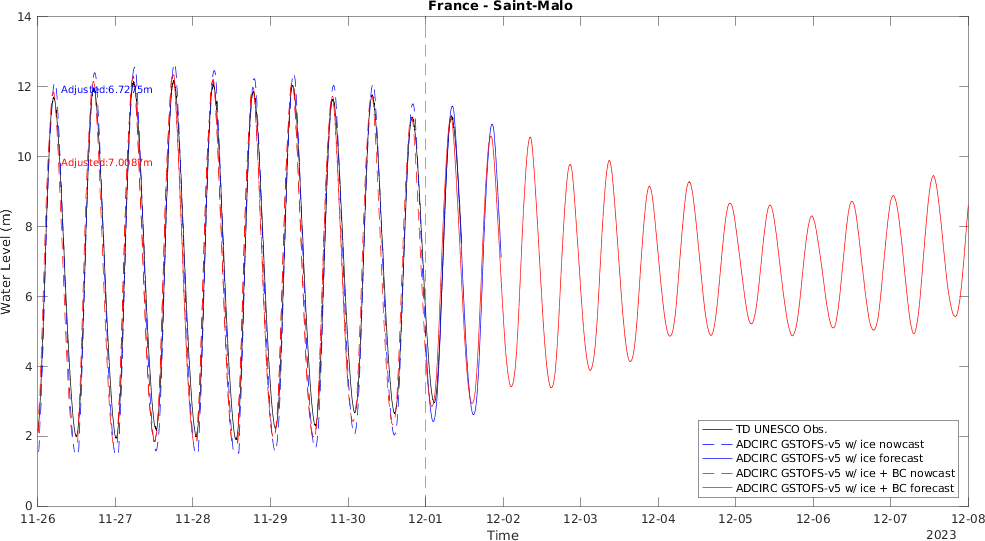 France - Saint-Malo
14
12
10
8
6
4
2
0
Water Level (m)
Adjusted:6.7275m
Adjusted:7.0087m
TD UNESCO Obs.
ADCIRC GSTOFS-v5 w/ ice nowcast
ADCIRC GSTOFS-v5 w/ ice forecast
ADCIRC GSTOFS-v5 w/ ice + BC nowcast
ADCIRC GSTOFS-v5 w/ ice + BC forecast
11-26 11-27 11-28 11-29 11-30 12-01 12-02 12-03 12-04 12-05 12-06 12-07 12-08
Time
2023